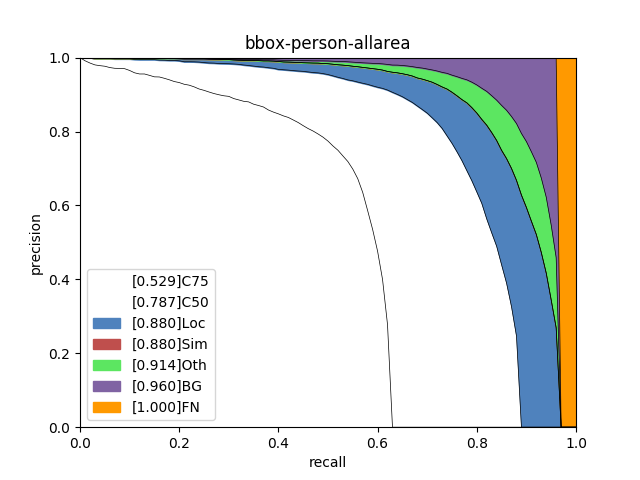 bbox-person-allarea
1.0
0.8
0.6
0.4
0.2
0.0
precision
[0.529]C75
[0.787]C50
[0.880]Loc
[0.880]Sim
[0.914]Oth
[0.960]BG
[1.000]FN
0.0 0.2 0.4 0.6 0.8 1.0
recall